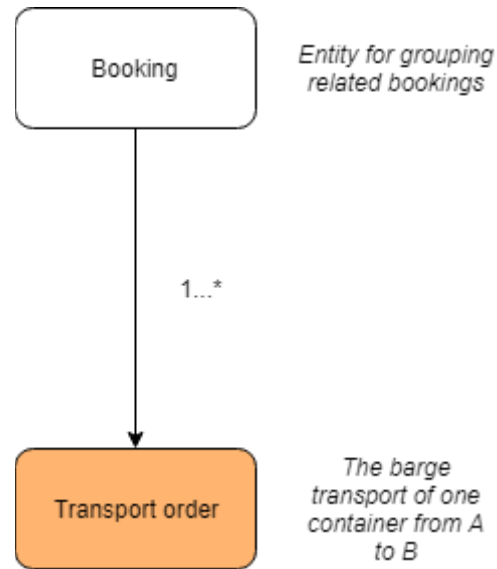 Booking
Entity for grouping
related bookings
1...*
Transport order
The barge
transport of one
container from A
to B